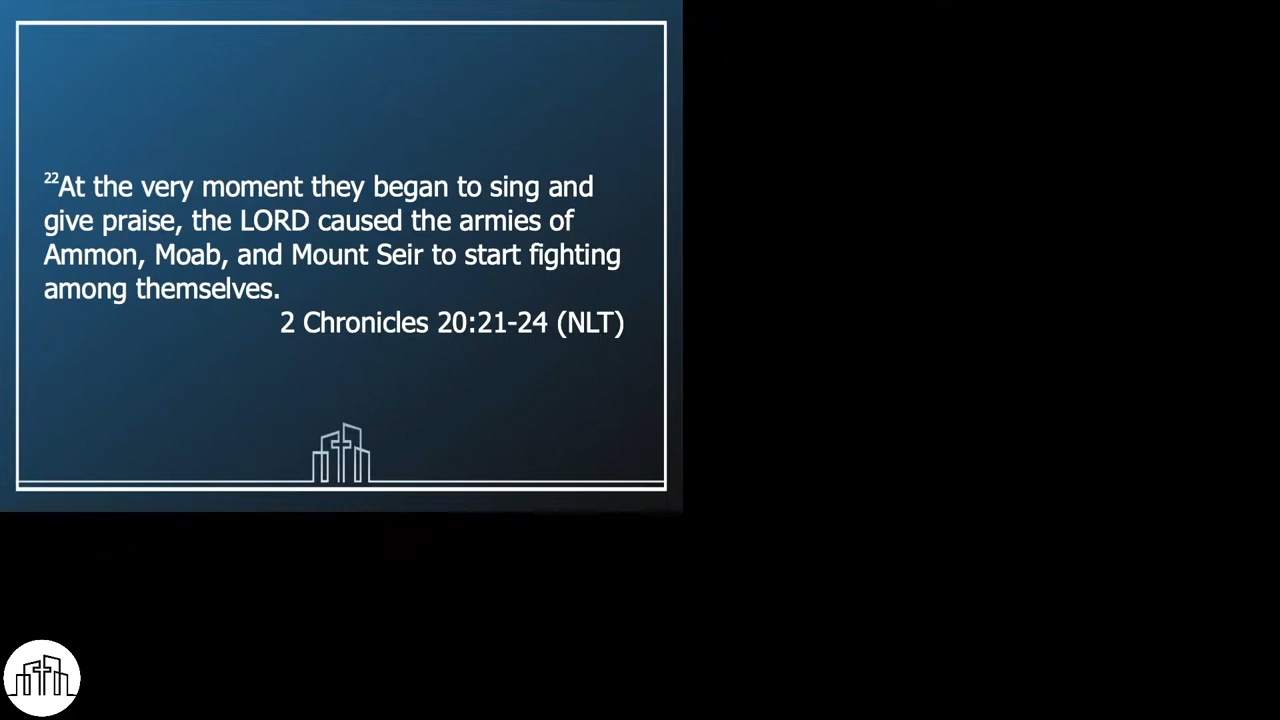 ²²At the very moment they began to sing and
give praise, the LORD caused the armies of
Ammon, Moab, and Mount Seir to start fighting
among themselves.
2 Chronicles 20:21-24 (NLT)